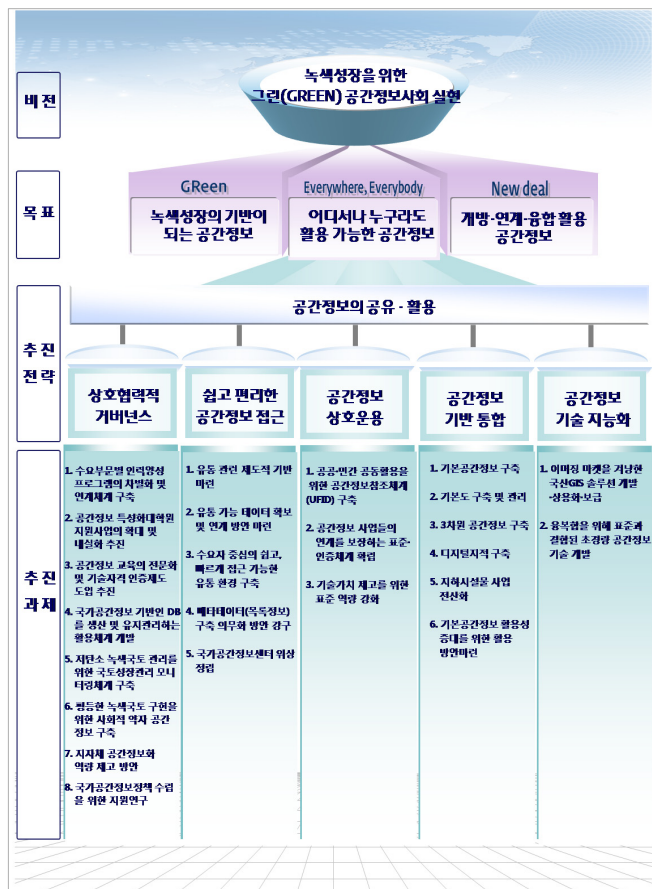 비 전
녹색성장을 위한
그린(GREEN) 공간정보사회 실현
목 표
GReen
녹색성장의 기반이
되는 공간정보
Everywhere, Everybody
어디서나 누구라도
활용 가능한 공간정보
New deal
개방·연계·융합 활용
공간정보
추 진
전 략
공간정보의 공유 · 활용
상호협력적
거버넌스
쉽고 편리한
공간정보 접근
공간정보
상호운용
공간정보
기반 통합
공간정보
기술 지능화
추 진
과 제
1. 수요부문별 인력양성
프로그램의 차별화 및
연계체계 구축
2. 공간정보 특성화대학원
지원사업의 확대 및
내실화 추진
3. 공간정보 교육의 전문화
및 기술자격 인증제도
도입 추진
4. 국가공간정보 기반인 DB
를 생산 및 유지관리하는
활용체계 개발
5. 저탄소 녹색국토 관리를
위한 국토성장관리 모니
터링체계 구축
6. 평등한 녹색국토 구현을
위한 사회적 약자 공간
정보 구축
7. 지자체 공간정보화
역량 제고 방안
8. 국가공간정보정책 수립
을 위한 지원연구
1. 유통 관련 제도적 기반
마련
2. 유통 가능 데이터 확보
및 연계 방안 마련
3. 수요자 중심의 쉽고,
빠르게 접근 가능한
유통 환경 구축
4. 메타데이터(목록정보)
구축 의무화 방안 강구
5. 국가공간정보센터 위상
정립
1. 공공·민간 공동활용을
위한 공간정보참조체계
(UFID) 구축
2. 공간정보 사업들의
연계를 보장하는 표준·
인증체계 확립
3. 기술가치 제고를 위한
표준 역량 강화
1. 기본공간정보 구축
2. 기본도 구축 및 관리
3. 3차원 공간정보 구축
4. 디지털지적 구축
5. 지하시설물 사업
전산화
6. 기본공간정보 활용성
증대를 위한 활용
방안마련
1. 이머징 마켓을 겨냥한
국산GIS 솔루션 개발
·상용화·보급
2. 융복합을 위해 표준과
결합된 초경량 공간정보
기술 개발